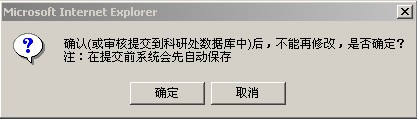 Microsoft Internet Explorer
确认(或审核提交到科研处数据库中)后，不能再修改，是否确定？
注：在提交前系统会先自动保存
确定
取消